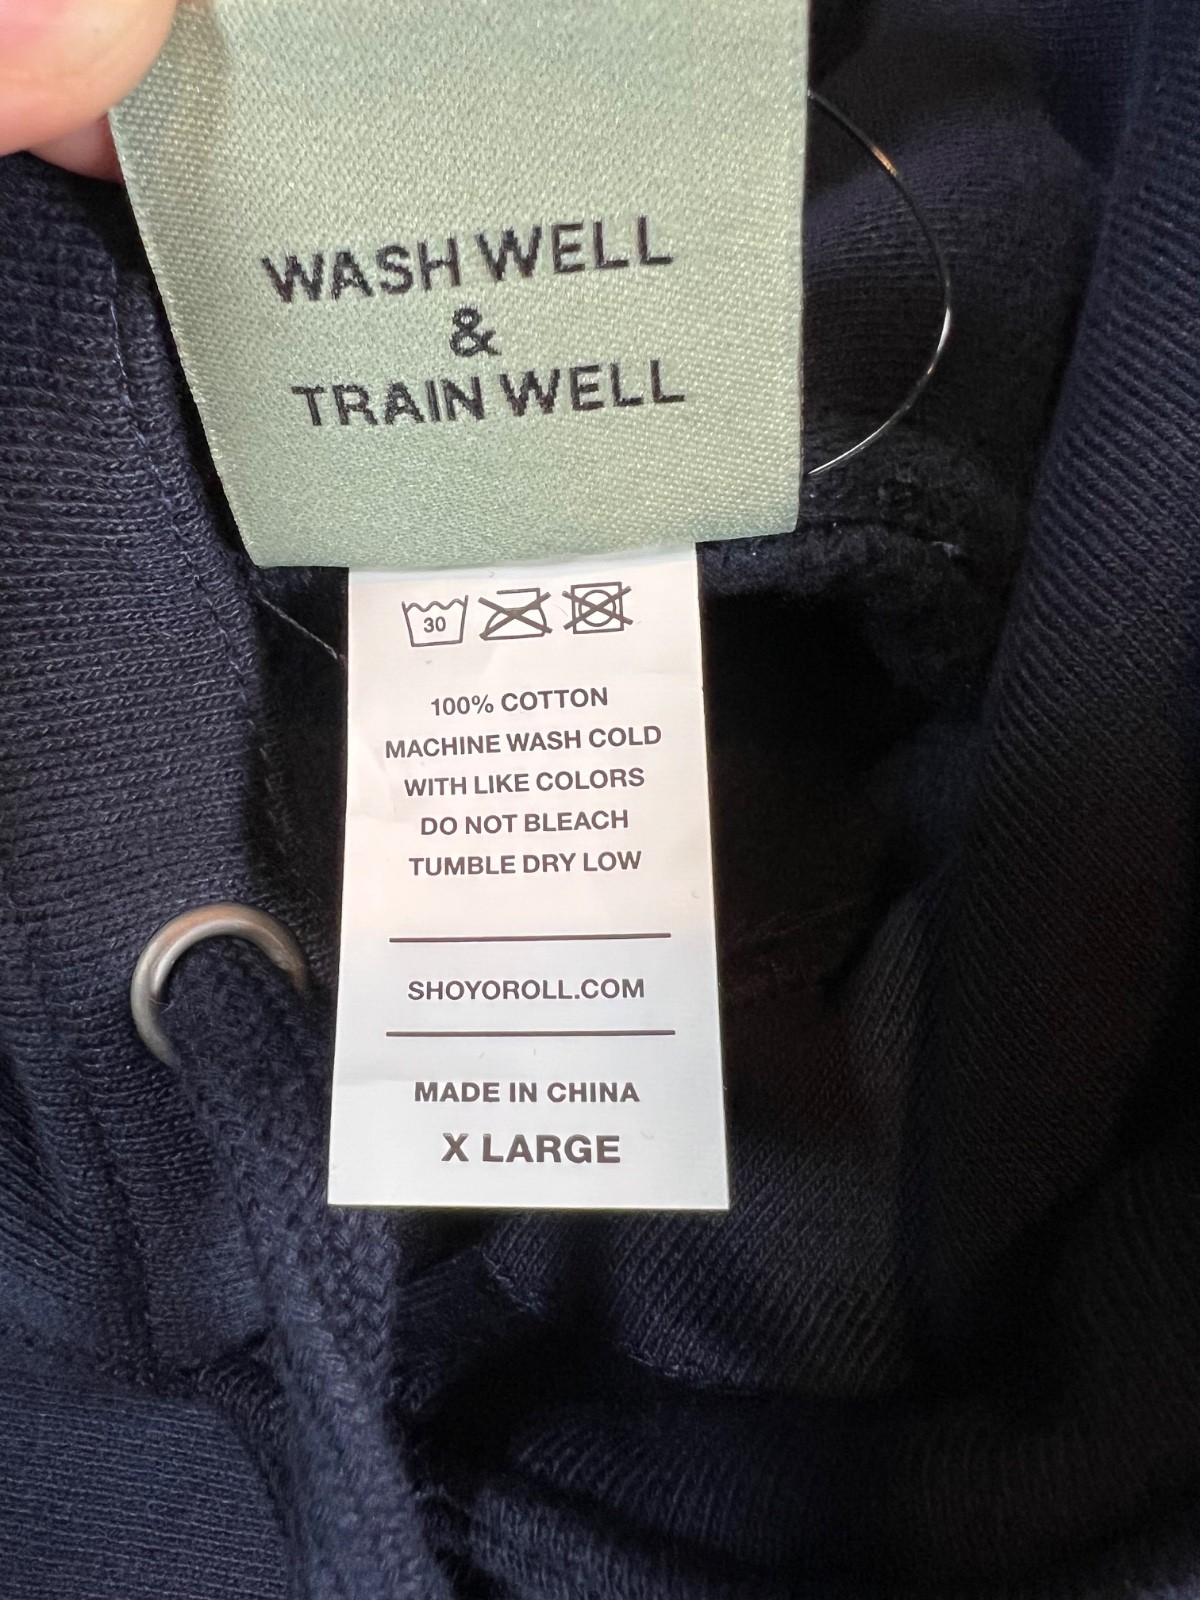 WASH WELL
&
TRAIN WELL
30
100% COTTON
MACHINE WASH COLD
WITH LIKE COLORS
DO NOT BLEACH
TUMBLE DRY LOW
SHOYOROLL.COM
MADE IN CHINA
X LARGE